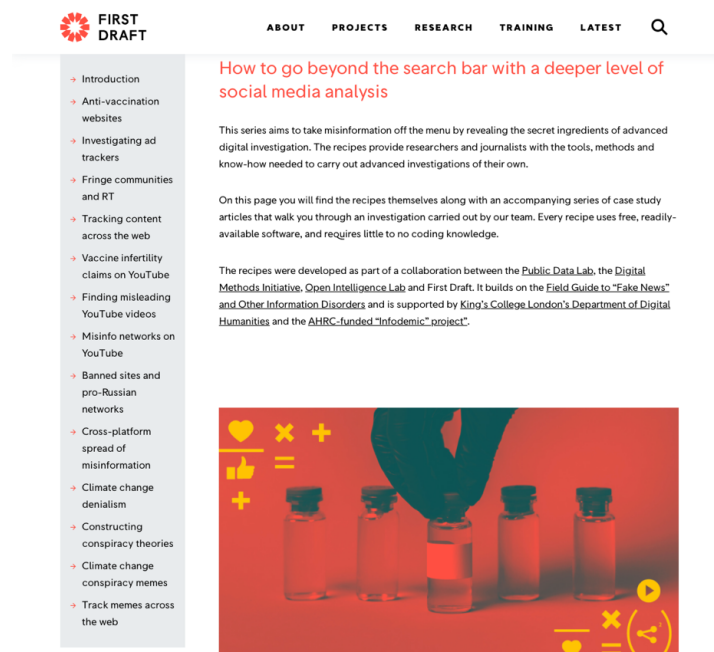 FIRST
DRAFT
ABOUT
PROJECTS
RESEARCH
TRAINING
LATEST
→ Introduction
→ Anti-vaccination
websites
→ Investigating ad
trackers
→ Fringe communities
and RT
→ Tracking content
across the web
→ Vaccine infertility
claims on YouTube
→ Finding misleading
YouTube videos
→ Misinfo networks on
YouTube
→ Banned sites and
pro-Russian
networks
→ Cross-platform
spread of
misinformation
→ Climate change
denialism
→ Constructing
conspiracy theories
→ Climate change
conspiracy memes
→ Track memes across
the web
How to go beyond the search bar with a deeper level of
social media analysis
This series aims to take misinformation off the menu by revealing the secret ingredients of advanced
digital investigation. The recipes provide researchers and journalists with the tools, methods and
know-how needed to carry out advanced investigations of their own.
On this page you will find the recipes themselves along with an accompanying series of case study
articles that walk you through an investigation carried out by our team. Every recipe uses free, readily-
available software, and requires little to no coding knowledge.
The recipes were developed as part of a collaboration between the Public Data Lab, the Digital
Methods Initiative, Open Intelligence Lab and First Draft. It builds on the Field Guide to “Fake News”
and Other Information Disorders and is supported by King’s College London’s Department of Digital
Humanities and the AHRC-funded “Infodemic” project”.